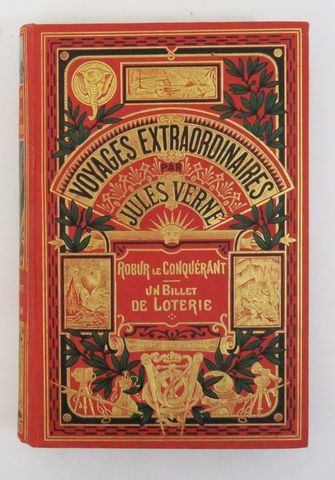 VOYAGES EXTRAORDINAIRES
PAR
JULES VERNE
ROBUR LE CONQUÉRANT
UN BILLET
DE LOTERIE